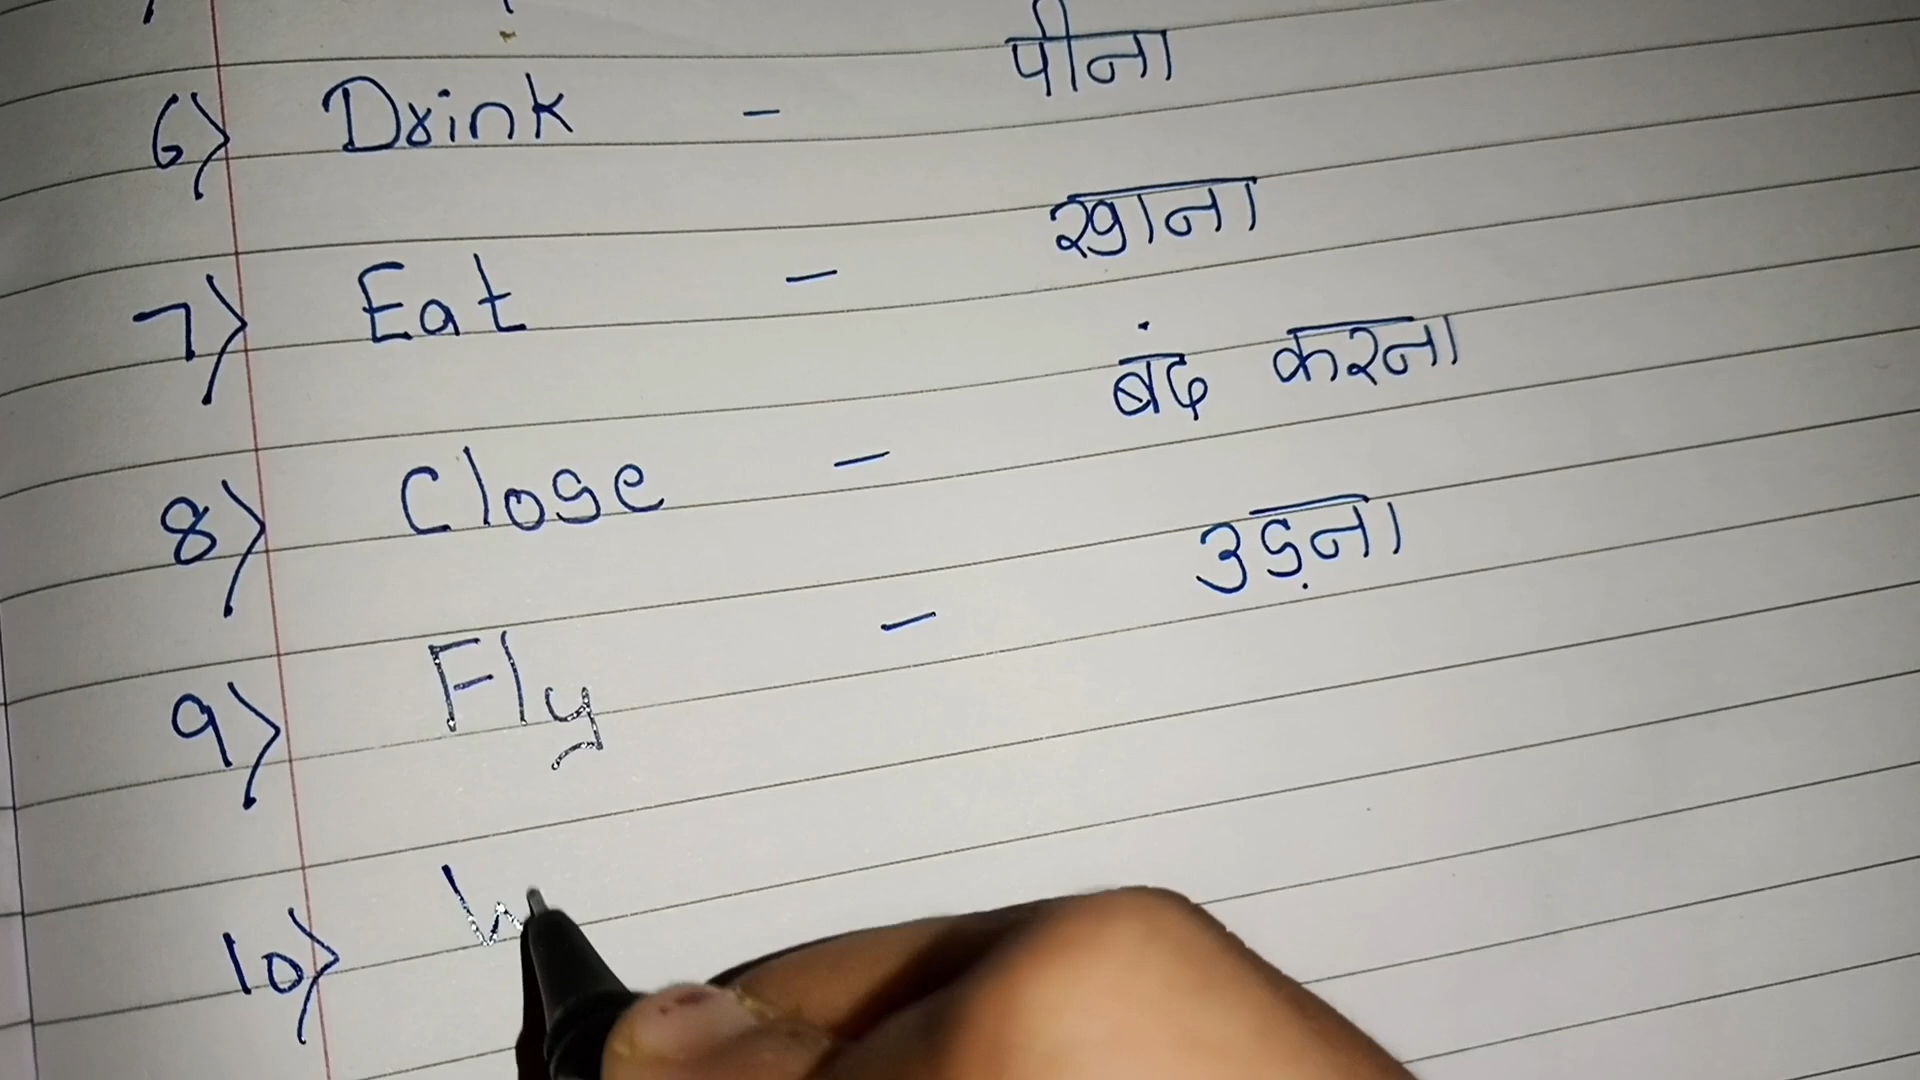 6) Drink - पीना
7) Eat - खाना
8) Close - बंद करना
9) Fly - उड़ना
10) W